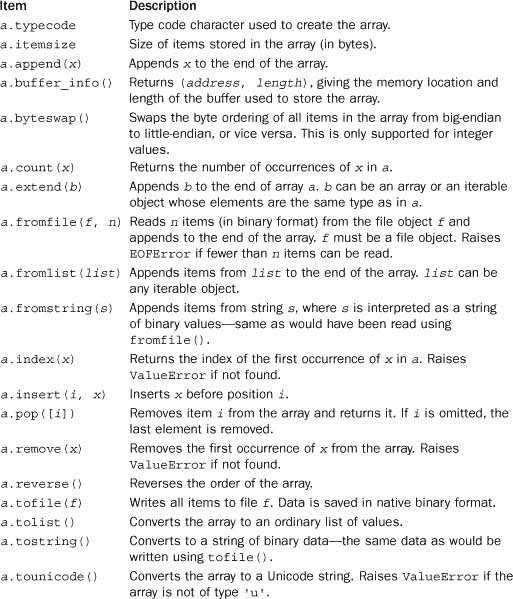 Item Description
a.typecode Type code character used to create the array.
a.itemsize Size of items stored in the array (in bytes).
a.append(x) Appends x to the end of the array.
a.buffer_info() Returns (address, length), giving the memory location and
length of the buffer used to store the array.
a.byteswap() Swaps the byte ordering of all items in the array from big-endian
to little-endian, or vice versa. This is only supported for integer
values.
a.count(x) Returns the number of occurrences of x in a.
a.extend(b) Appends b to the end of array a. b can be an array or an iterable
object whose elements are the same type as in a.
a.fromfile(f, n) Reads n items (in binary format) from the file object f and
appends to the end of the array. f must be a file object. Raises
EOFError if fewer than n items can be read.
a.fromlist(list) Appends items from list to the end of the array. list can be
any iterable object.
a.fromstring(s) Appends items from string s, where s is interpreted as a string
of binary values—same as would have been read using
fromfile().
a.index(x) Returns the index of the first occurrence of x in a. Raises
ValueError if not found.
a.insert(i, x) Inserts x before position i.
a.pop([i]) Removes item i from the array and returns it. If i is omitted, the
last element is removed.
a.remove(x) Removes the first occurrence of x from the array. Raises
ValueError if not found.
a.reverse() Reverses the order of the array.
a.tofile(f) Writes all items to file f. Data is saved in native binary format.
a.tolist() Converts the array to an ordinary list of values.
a.tostring() Converts to a string of binary data—the same data as would be
written using tofile().
a.tounicode() Converts the array to a Unicode string. Raises ValueError if the
array is not of type 'u'.